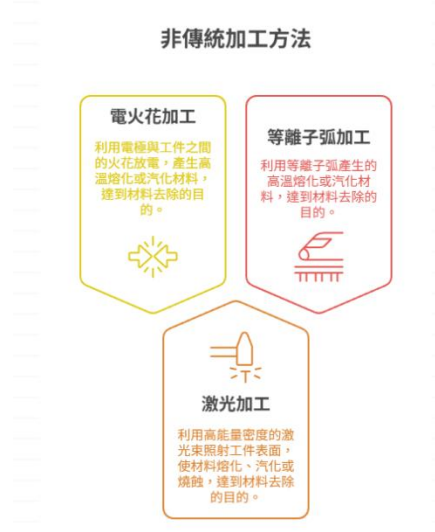 非傳統加工方法
電火花加工
利用電極與工件之間
的火花放電，產生高
溫熔化或汽化材料，
達到材料去除的目
的。
等離子弧加工
利用等離子弧產生的
高溫熔化或汽化材
料，達到材料去除的
目的。
激光加工
利用高能量密度的激
光束照射工件表面，
使材料熔化、汽化或
燒蝕，達到材料去除
的目的。